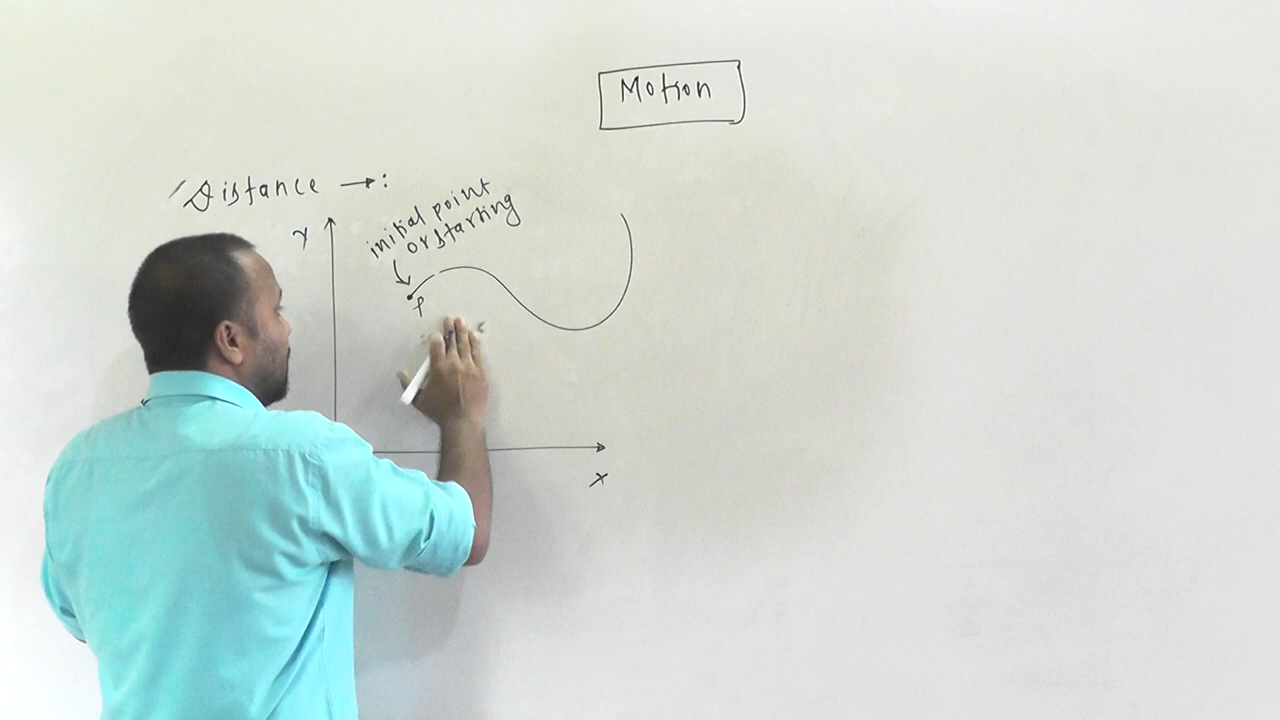 Motion
Distance →:
Y
initial point
or starting
P
X